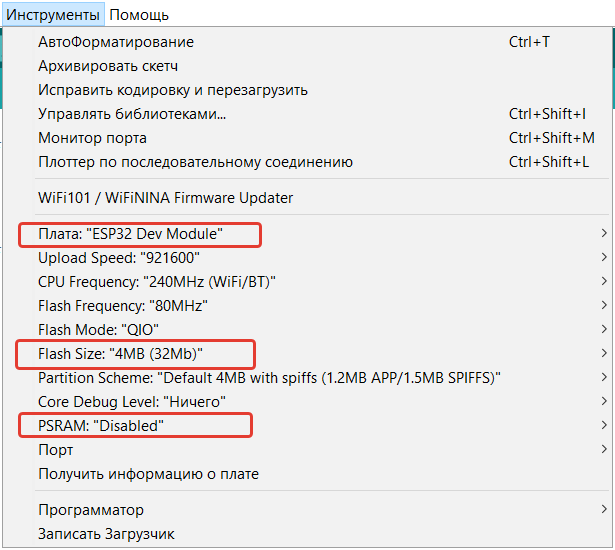 Инструменты Помощь
АвтоФорматирование Ctrl+T
Архивировать скетч
Исправить кодировку и перезагрузить
Управлять библиотеками... Ctrl+Shift+I
Монитор порта Ctrl+Shift+M
Плоттер по последовательному соединению Ctrl+Shift+L
WiFi101 / WiFiNINA Firmware Updater
Плата: "ESP32 Dev Module"
Upload Speed: "921600"
CPU Frequency: "240MHz (WiFi/BT)"
Flash Frequency: "80MHz"
Flash Mode: "QIO"
Flash Size: "4MB (32Mb)"
Partition Scheme: "Default 4MB with spiffs (1.2MB APP/1.5MB SPIFFS)"
Core Debug Level: "Ничего"
PSRAM: "Disabled"
Порт
Получить информацию о плате
Программатор
Записать Загрузчик